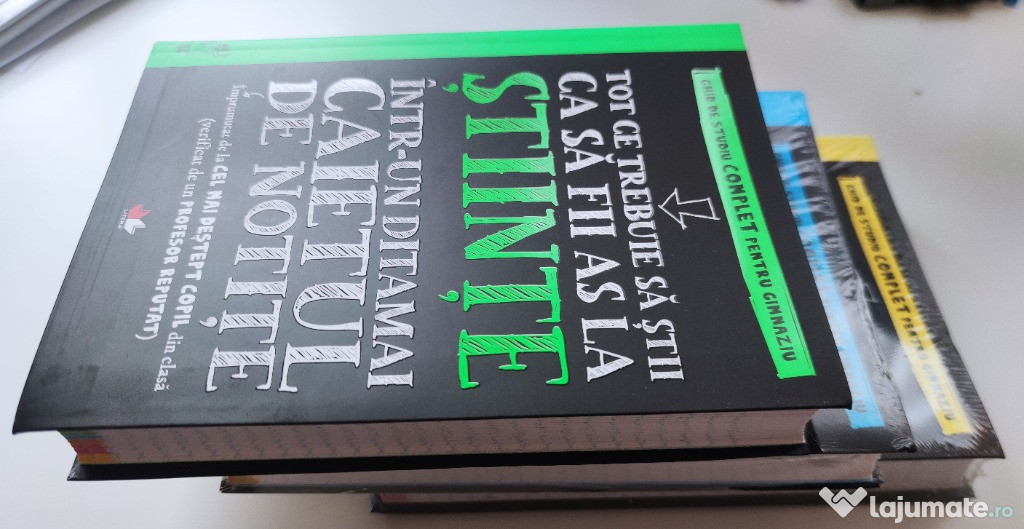 GHID DE STUDIU COMPLET PENTRU GIMNAZIU
TOT CE TREBUIE SĂ ȘTII
CA SĂ FII AS LA
ȘTIINȚE
ÎNTR-UN DITAMAI
CAIETUL
DE NOTIȚE
Împrumutat de la CEL MAI DEȘTEPT COPIL din clasă
(verificat de un PROFESOR REPUTAT)
GHID DE STUDIU COMPLET PENTRU GIMNAZIU
lajumate.ro